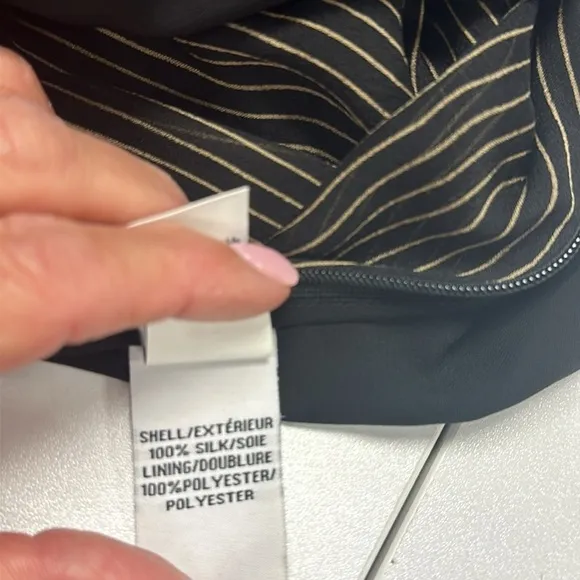 SHELL/EXTÉRIEUR
100% SILK/SOIE
LINING/DOUBLURE
100%POLYESTER/
POLYESTER